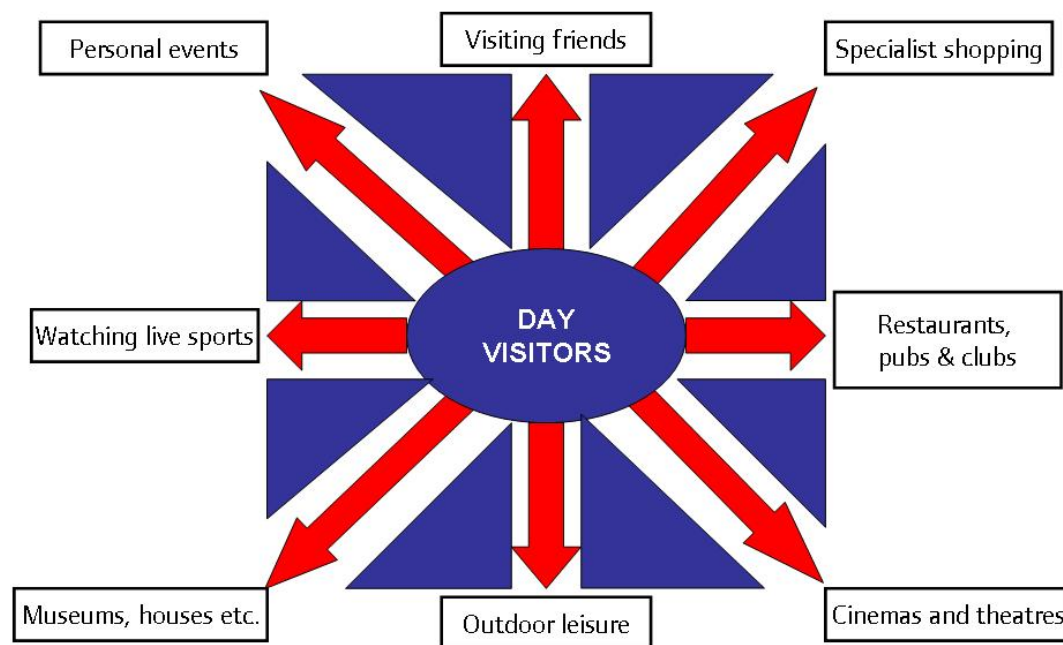 Personal events
Visiting friends
Specialist shopping
Watching live sports
DAY
VISITORS
Restaurants,
pubs & clubs
Museums, houses etc.
Outdoor leisure
Cinemas and theatres